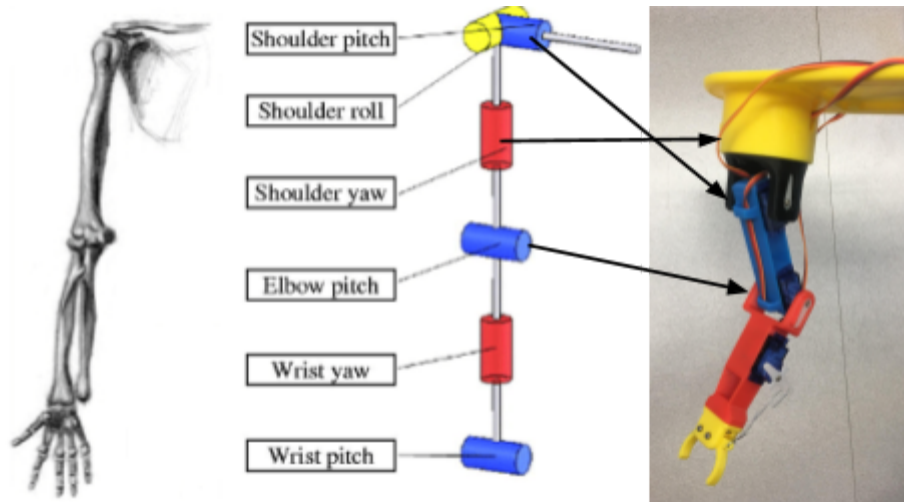 Shoulder pitch
Shoulder roll
Shoulder yaw
Elbow pitch
Wrist yaw
Wrist pitch